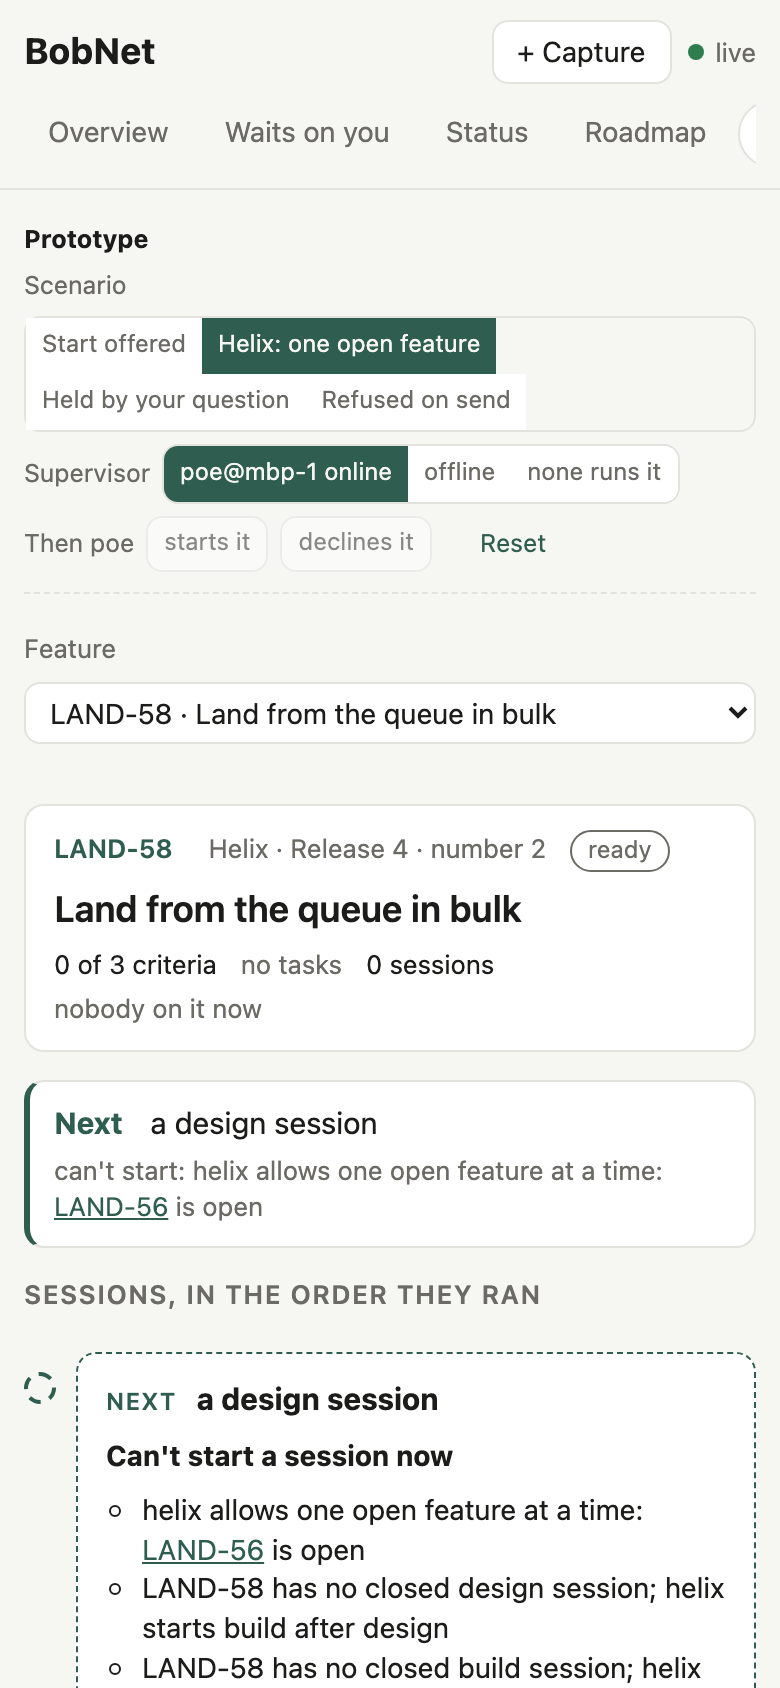 BobNet
+ Capture
live
Overview
Waits on you
Status
Roadmap
Prototype
Scenario
Start offered
Helix: one open feature
Held by your question
Refused on send
Supervisor
poe@mbp-1 online
offline
none runs it
Then poe
starts it
declines it
Reset
Feature
LAND-58 · Land from the queue in bulk
LAND-58 Helix · Release 4 · number 2 ready
Land from the queue in bulk
0 of 3 criteria no tasks 0 sessions
nobody on it now
Next a design session
can't start: helix allows one open feature at a time:
LAND-56 is open
SESSIONS, IN THE ORDER THEY RAN
NEXT a design session
Can't start a session now
helix allows one open feature at a time:
LAND-56 is open
LAND-58 has no closed design session; helix
starts build after design
LAND-58 has no closed build session; helix